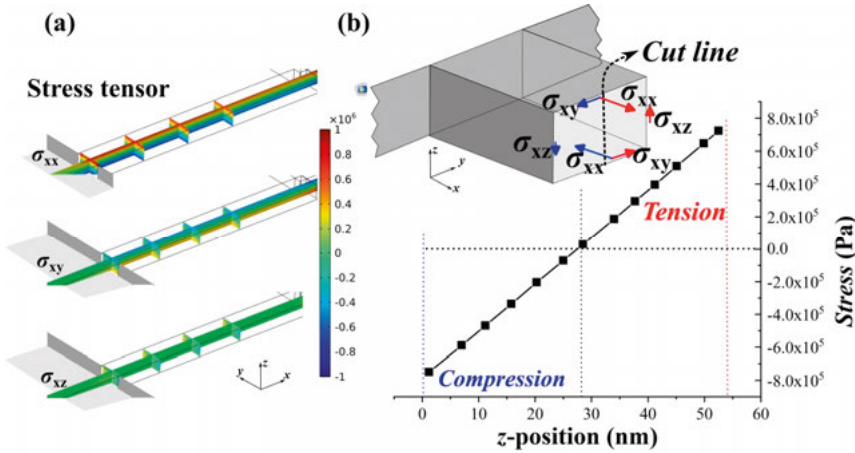 (a)
Stress tensor
σxx
σxy
σxz
×10⁶
1
0.8
0.6
0.4
0.2
0
-0.2
-0.4
-0.6
-0.8
-1
y
z
x
(b)
Cut line
σxy
σxx
σxz
σxz
σxx
σxy
z
y
x
Tension
Compression
8.0x10⁵
6.0x10⁵
4.0x10⁵
2.0x10⁵
0.0
-2.0x10⁵
-4.0x10⁵
-6.0x10⁵
-8.0x10⁵
Stress (Pa)
0 10 20 30 40 50 60
z-position (nm)